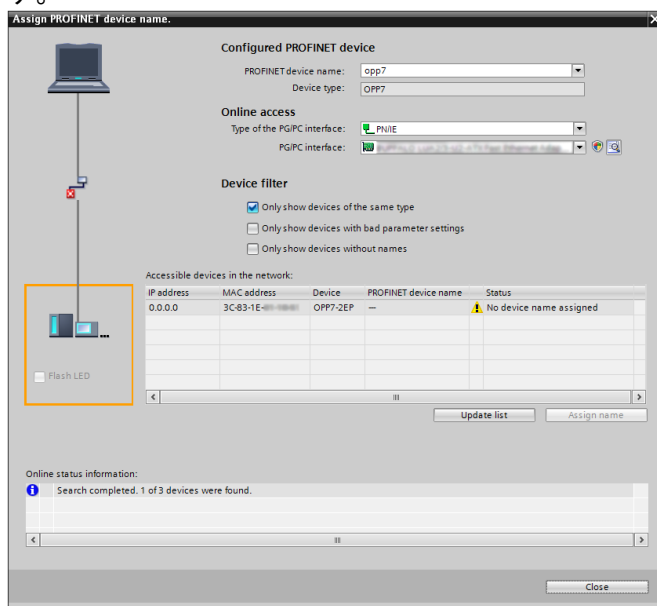 す。
Assign PROFINET device name.
Configured PROFINET device
PROFINET device name: opp7
Device type: OPP7
Online access
Type of the PG/PC interface: PN/IE
PG/PC interface:
Device filter
Only show devices of the same type
Only show devices with bad parameter settings
Only show devices without names
Accessible devices in the network:
IP address MAC address Device PROFINET device name Status
0.0.0.0 3C-83-1E- OPP7-2EP — No device name assigned
...
Flash LED
Update list Assign name
Online status information:
Search completed. 1 of 3 devices were found.
Close